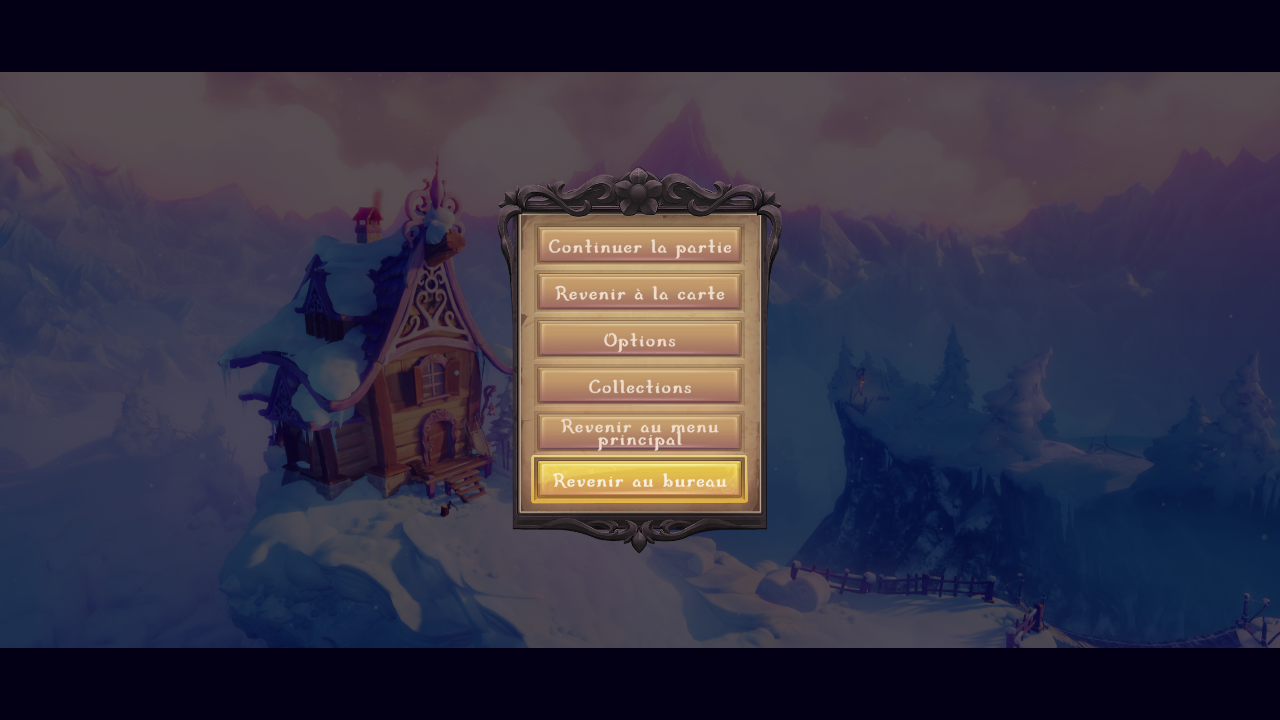 Continuer la partie
Revenir à la carte
Options
Collections
Revenir au menu
principal
Revenir au bureau